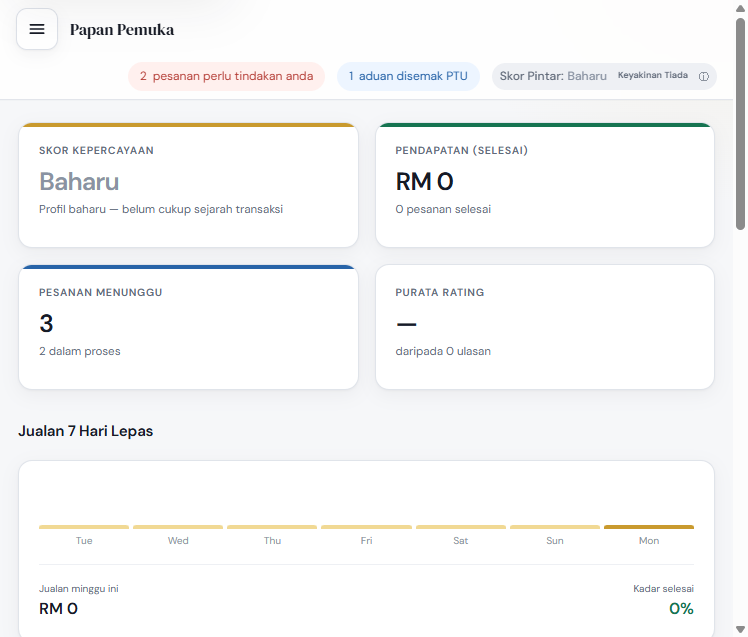 Papan Pemuka
2 pesanan perlu tindakan anda
1 aduan disemak PTU
Skor Pintar: Baharu Keyakinan Tiada
SKOR KEPERCAYAAN
Baharu
Profil baharu — belum cukup sejarah transaksi
PENDAPATAN (SELESAI)
RM 0
0 pesanan selesai
PESANAN MENUNGGU
3
2 dalam proses
PURATA RATING
—
daripada 0 ulasan
Jualan 7 Hari Lepas
Tue Wed Thu Fri Sat Sun Mon
Jualan minggu ini
RM 0
Kadar selesai
0%